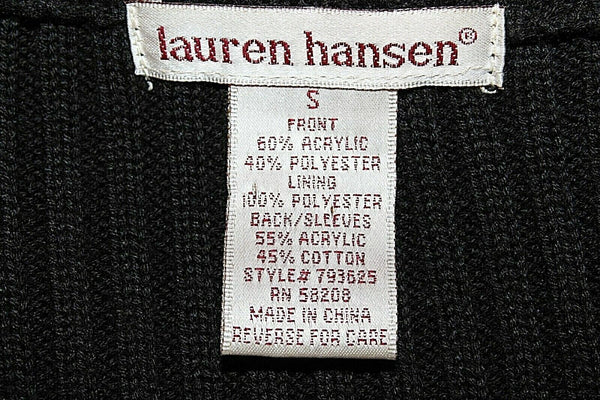 lauren hansen®
S
FRONT
60% ACRYLIC
40% POLYESTER
LINING
100% POLYESTER
BACK/SLEEVES
55% ACRYLIC
45% COTTON
STYLE# 793625
RN 58208
MADE IN CHINA
REVERSE FOR CARE